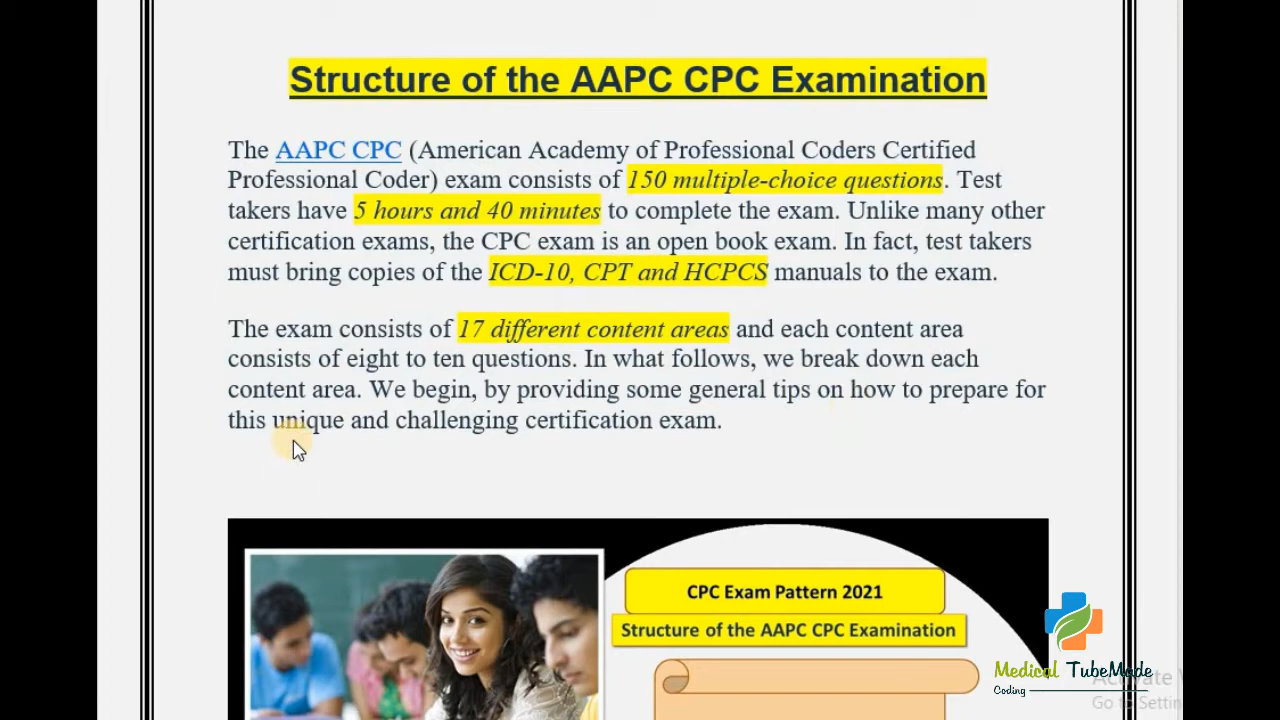 Structure of the AAPC CPC Examination
The AAPC CPC (American Academy of Professional Coders Certified
Professional Coder) exam consists of 150 multiple-choice questions. Test
takers have 5 hours and 40 minutes to complete the exam. Unlike many other
certification exams, the CPC exam is an open book exam. In fact, test takers
must bring copies of the ICD-10, CPT and HCPCS manuals to the exam.
The exam consists of 17 different content areas and each content area
consists of eight to ten questions. In what follows, we break down each
content area. We begin, by providing some general tips on how to prepare for
this unique and challenging certification exam.
CPC Exam Pattern 2021
Structure of the AAPC CPC Examination
Medical TubeMade
Coding
Activate
Go to Settin